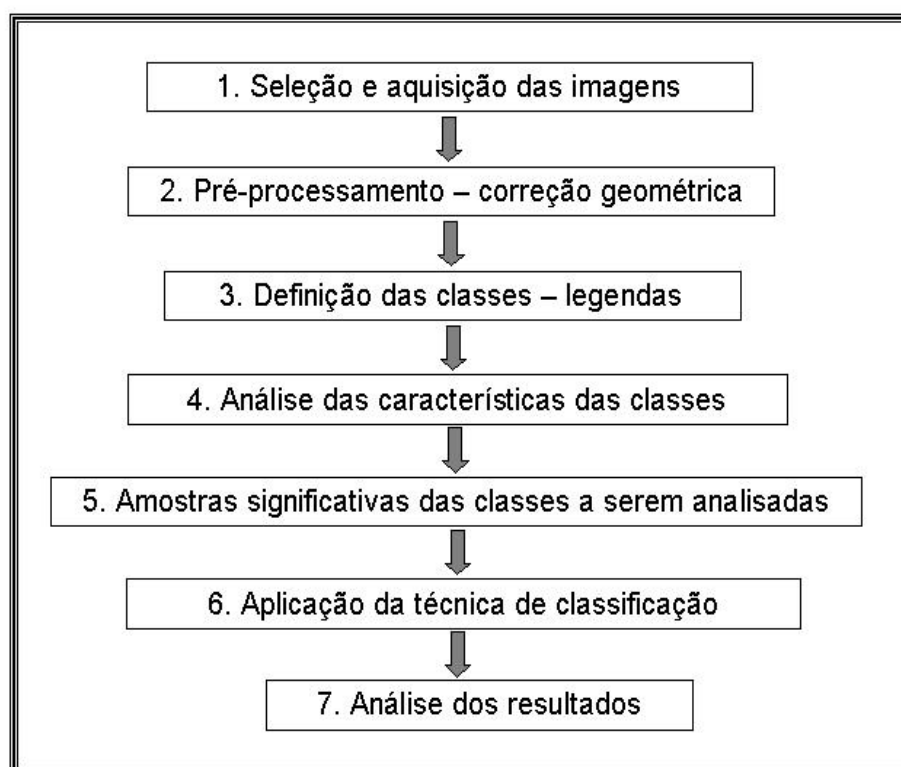 1. Seleção e aquisição das imagens
2. Pré-processamento – correção geométrica
3. Definição das classes – legendas
4. Análise das características das classes
5. Amostras significativas das classes a serem analisadas
6. Aplicação da técnica de classificação
7. Análise dos resultados